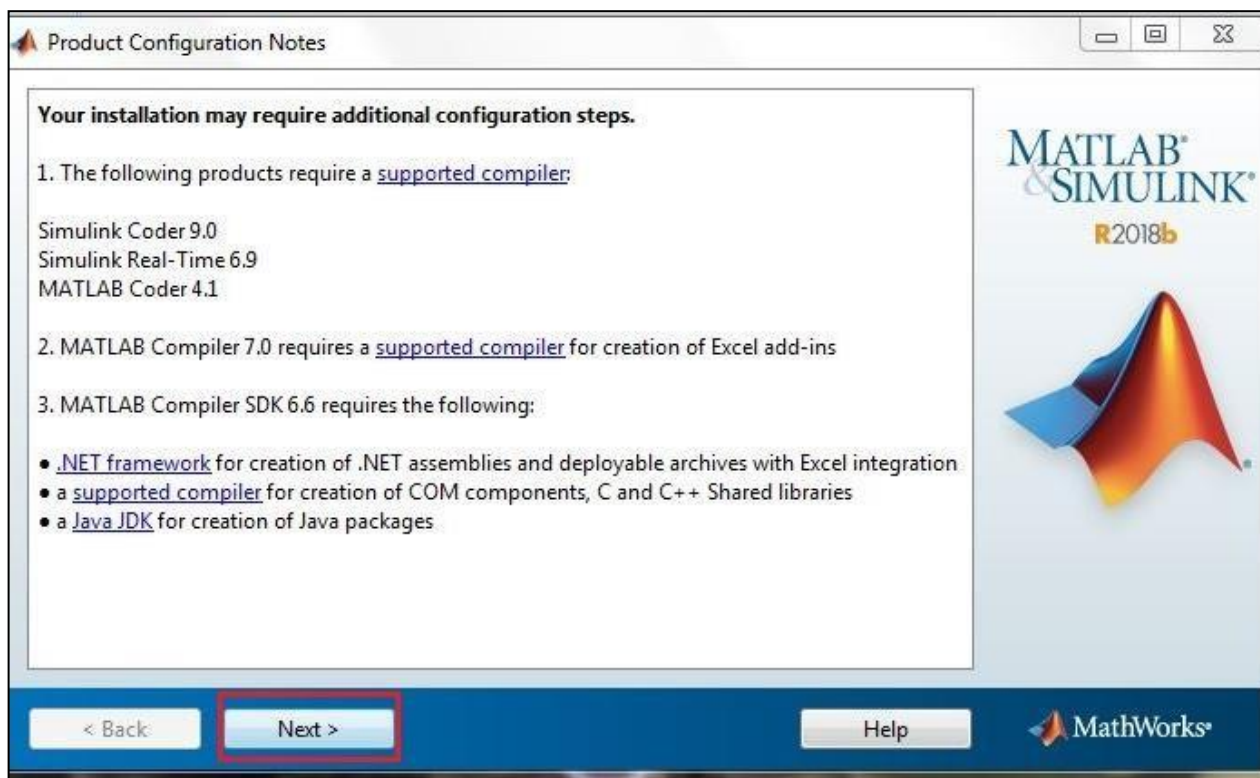 Product Configuration Notes
Your installation may require additional configuration steps.
1. The following products require a supported compiler:
Simulink Coder 9.0
Simulink Real-Time 6.9
MATLAB Coder 4.1
2. MATLAB Compiler 7.0 requires a supported compiler for creation of Excel add-ins
3. MATLAB Compiler SDK 6.6 requires the following:
● .NET framework for creation of .NET assemblies and deployable archives with Excel integration
● a supported compiler for creation of COM components, C and C++ Shared libraries
● a Java JDK for creation of Java packages
MATLAB®
&SIMULINK®
R2018b
< Back
Next >
Help
MathWorks®